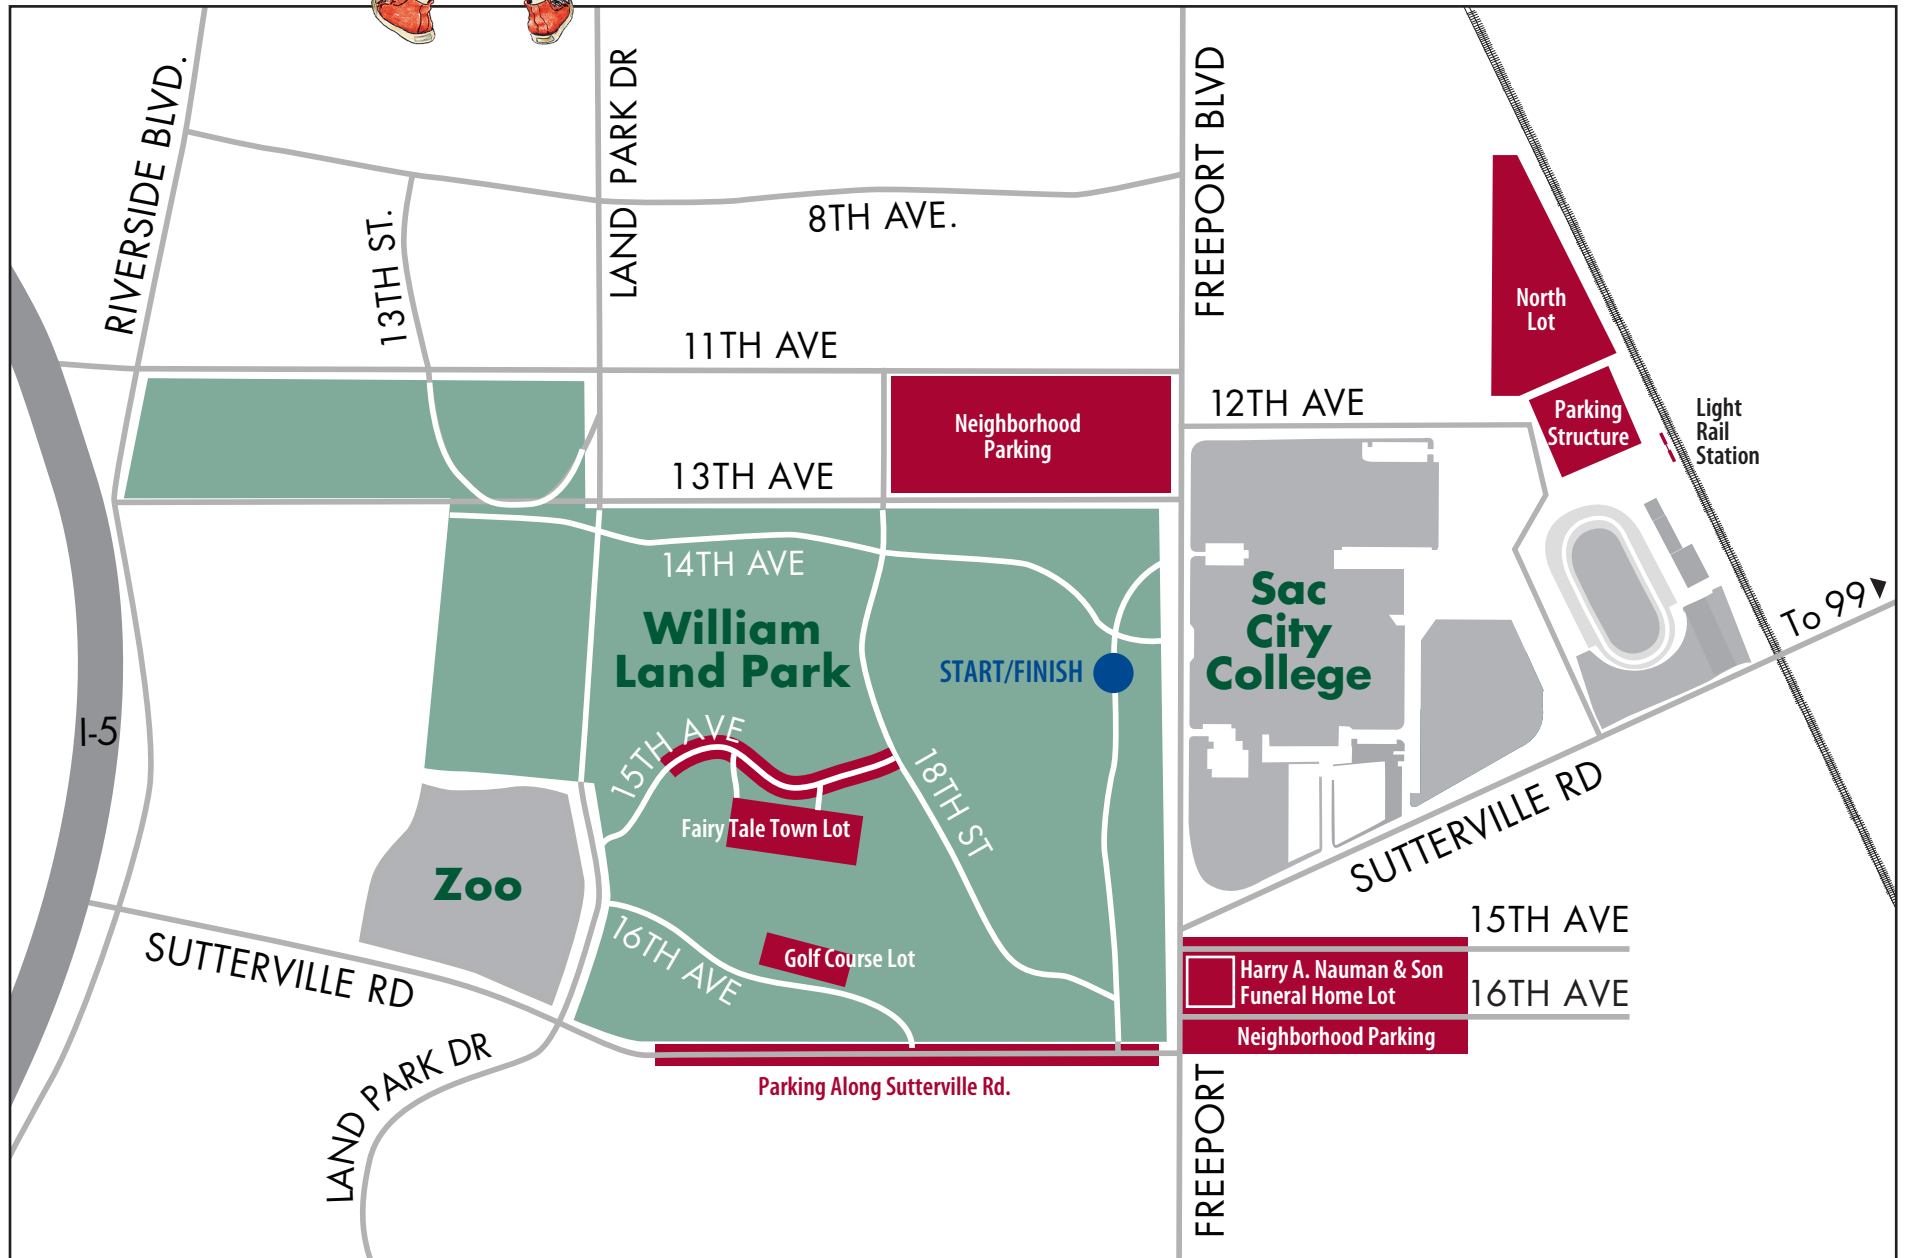 RIVERSIDE BLVD.
13TH ST.
LAND PARK DR
8TH AVE.
FREEPORT BLVD
North
Lot
11TH AVE
12TH AVE
Parking
Structure
Light
Rail
Station
Neighborhood
Parking
13TH AVE
14TH AVE
William
Land Park
START/FINISH
Sac
City
College
To 99
I-5
15TH AVE
18TH ST
Fairy Tale Town Lot
SUTTERVILLE RD
Zoo
16TH AVE
Golf Course Lot
SUTTERVILLE RD
15TH AVE
Harry A. Nauman & Son
Funeral Home Lot
16TH AVE
Neighborhood Parking
LAND PARK DR
Parking Along Sutterville Rd.
FREEPORT